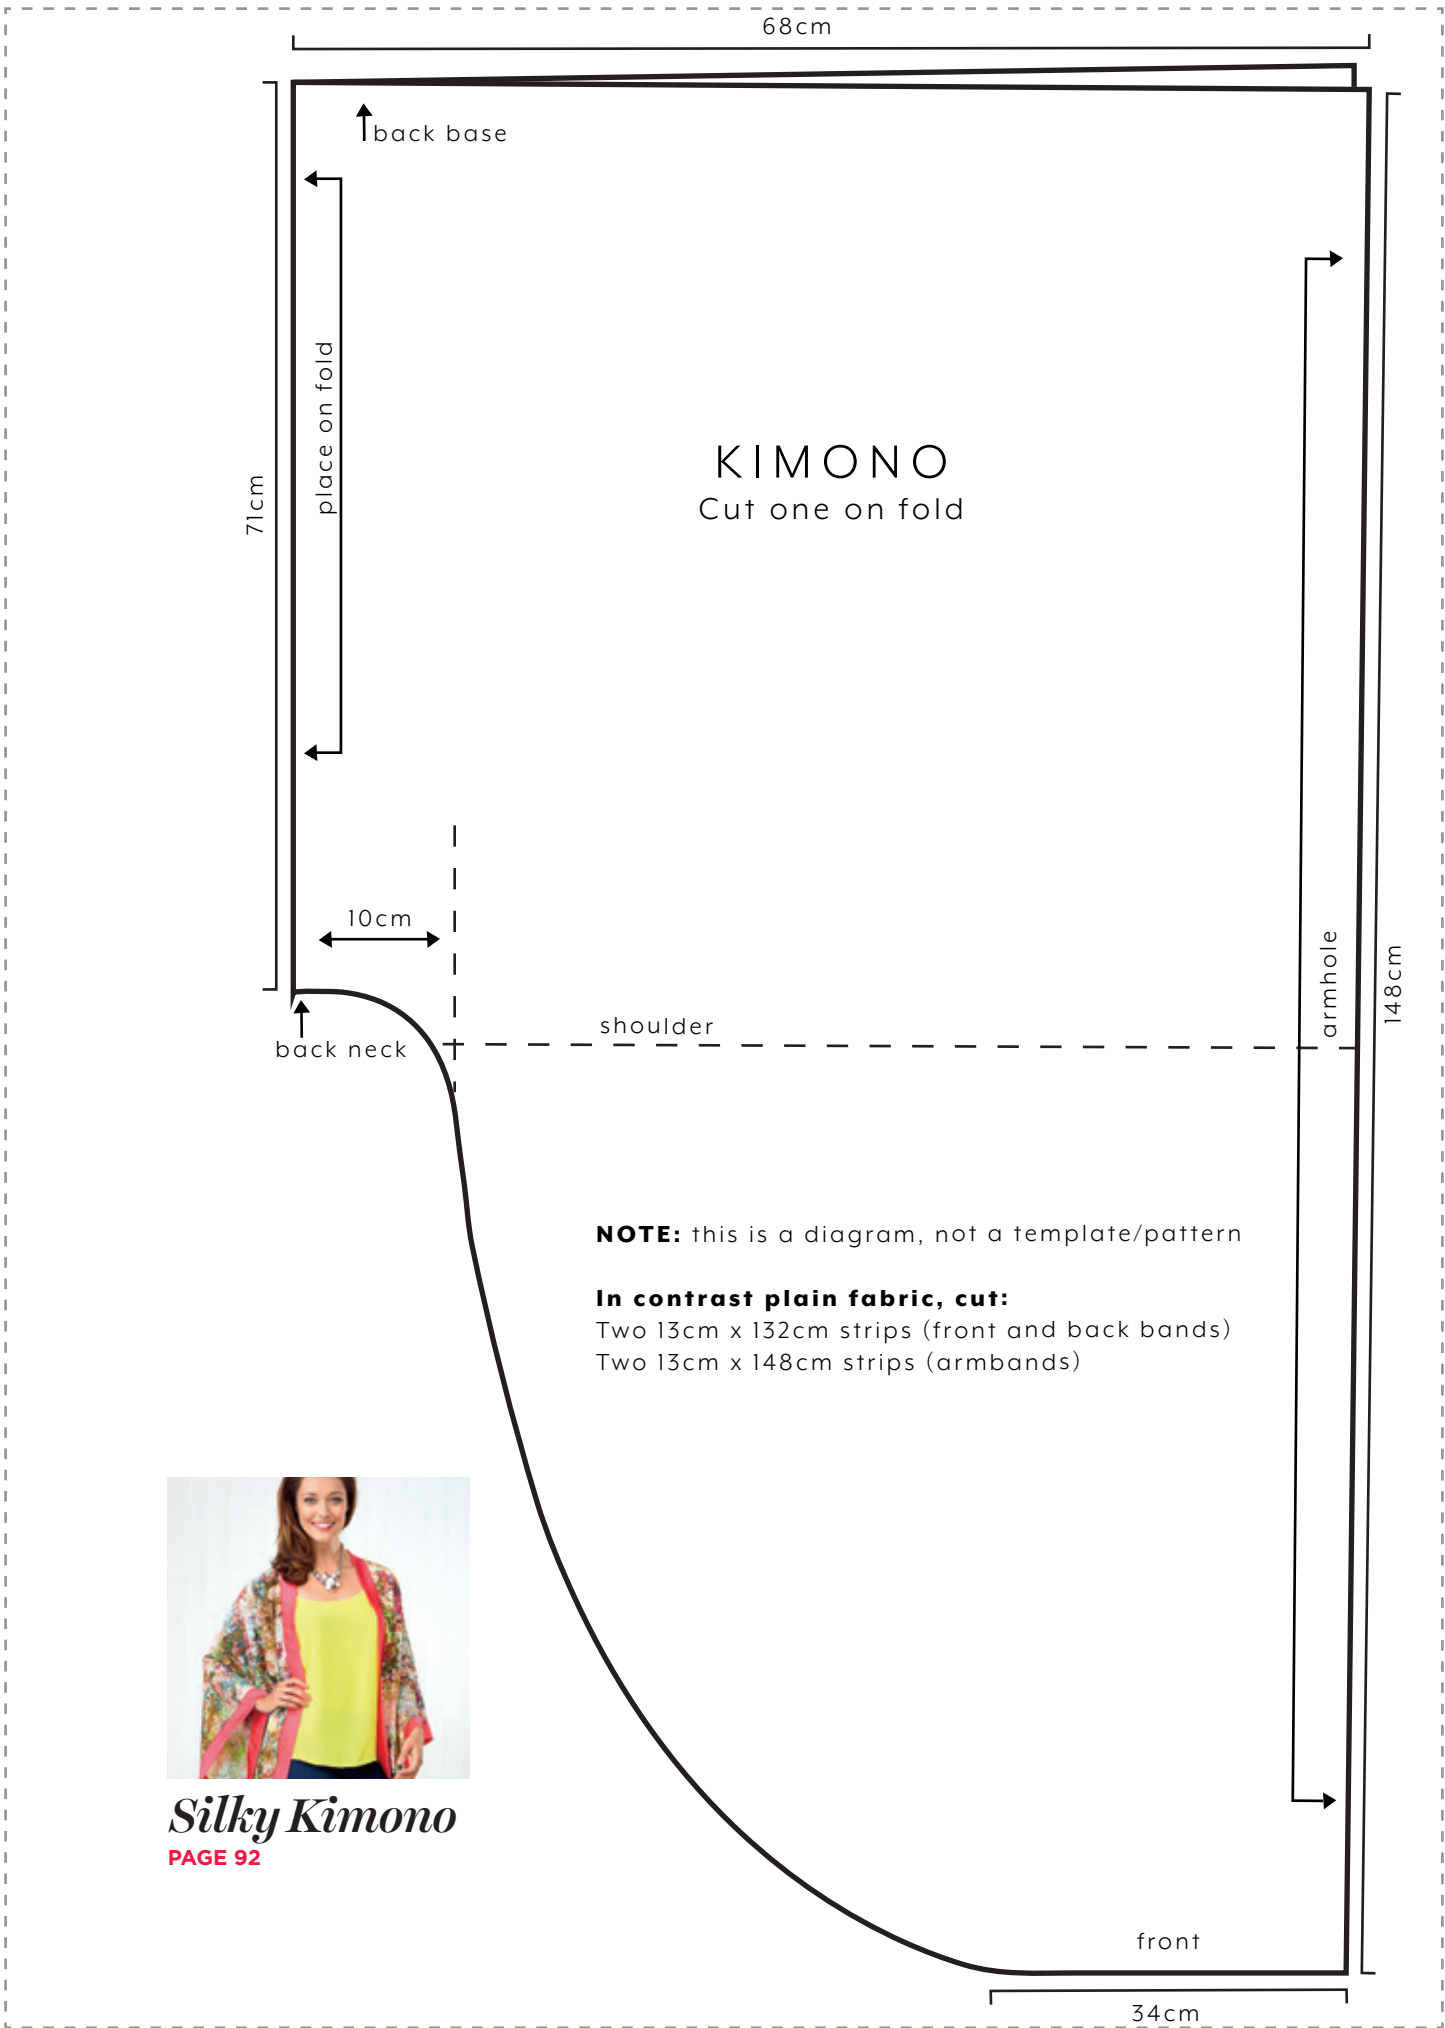 68cm
back base
place on fold
71cm
KIMONO
Cut one on fold
10cm
armhole
148cm
shoulder
back neck
NOTE: this is a diagram, not a template/pattern
In contrast plain fabric, cut:
Two 13cm x 132cm strips (front and back bands)
Two 13cm x 148cm strips (armbands)
Silky Kimono
PAGE 92
front
34cm